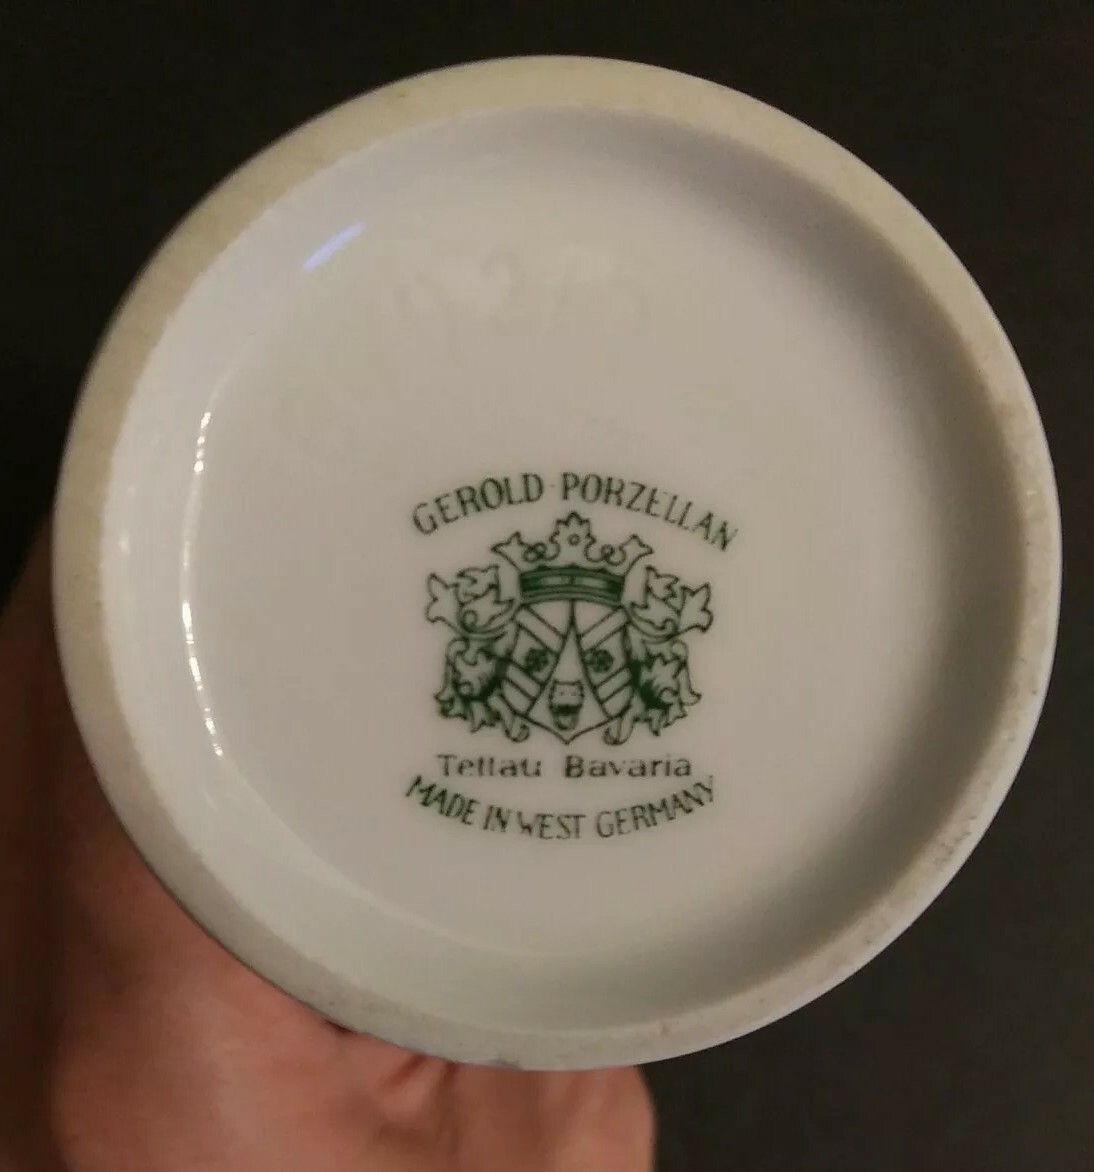 GEROLD-PORZELLAN
Tettau Bavaria
MADE IN WEST GERMANY